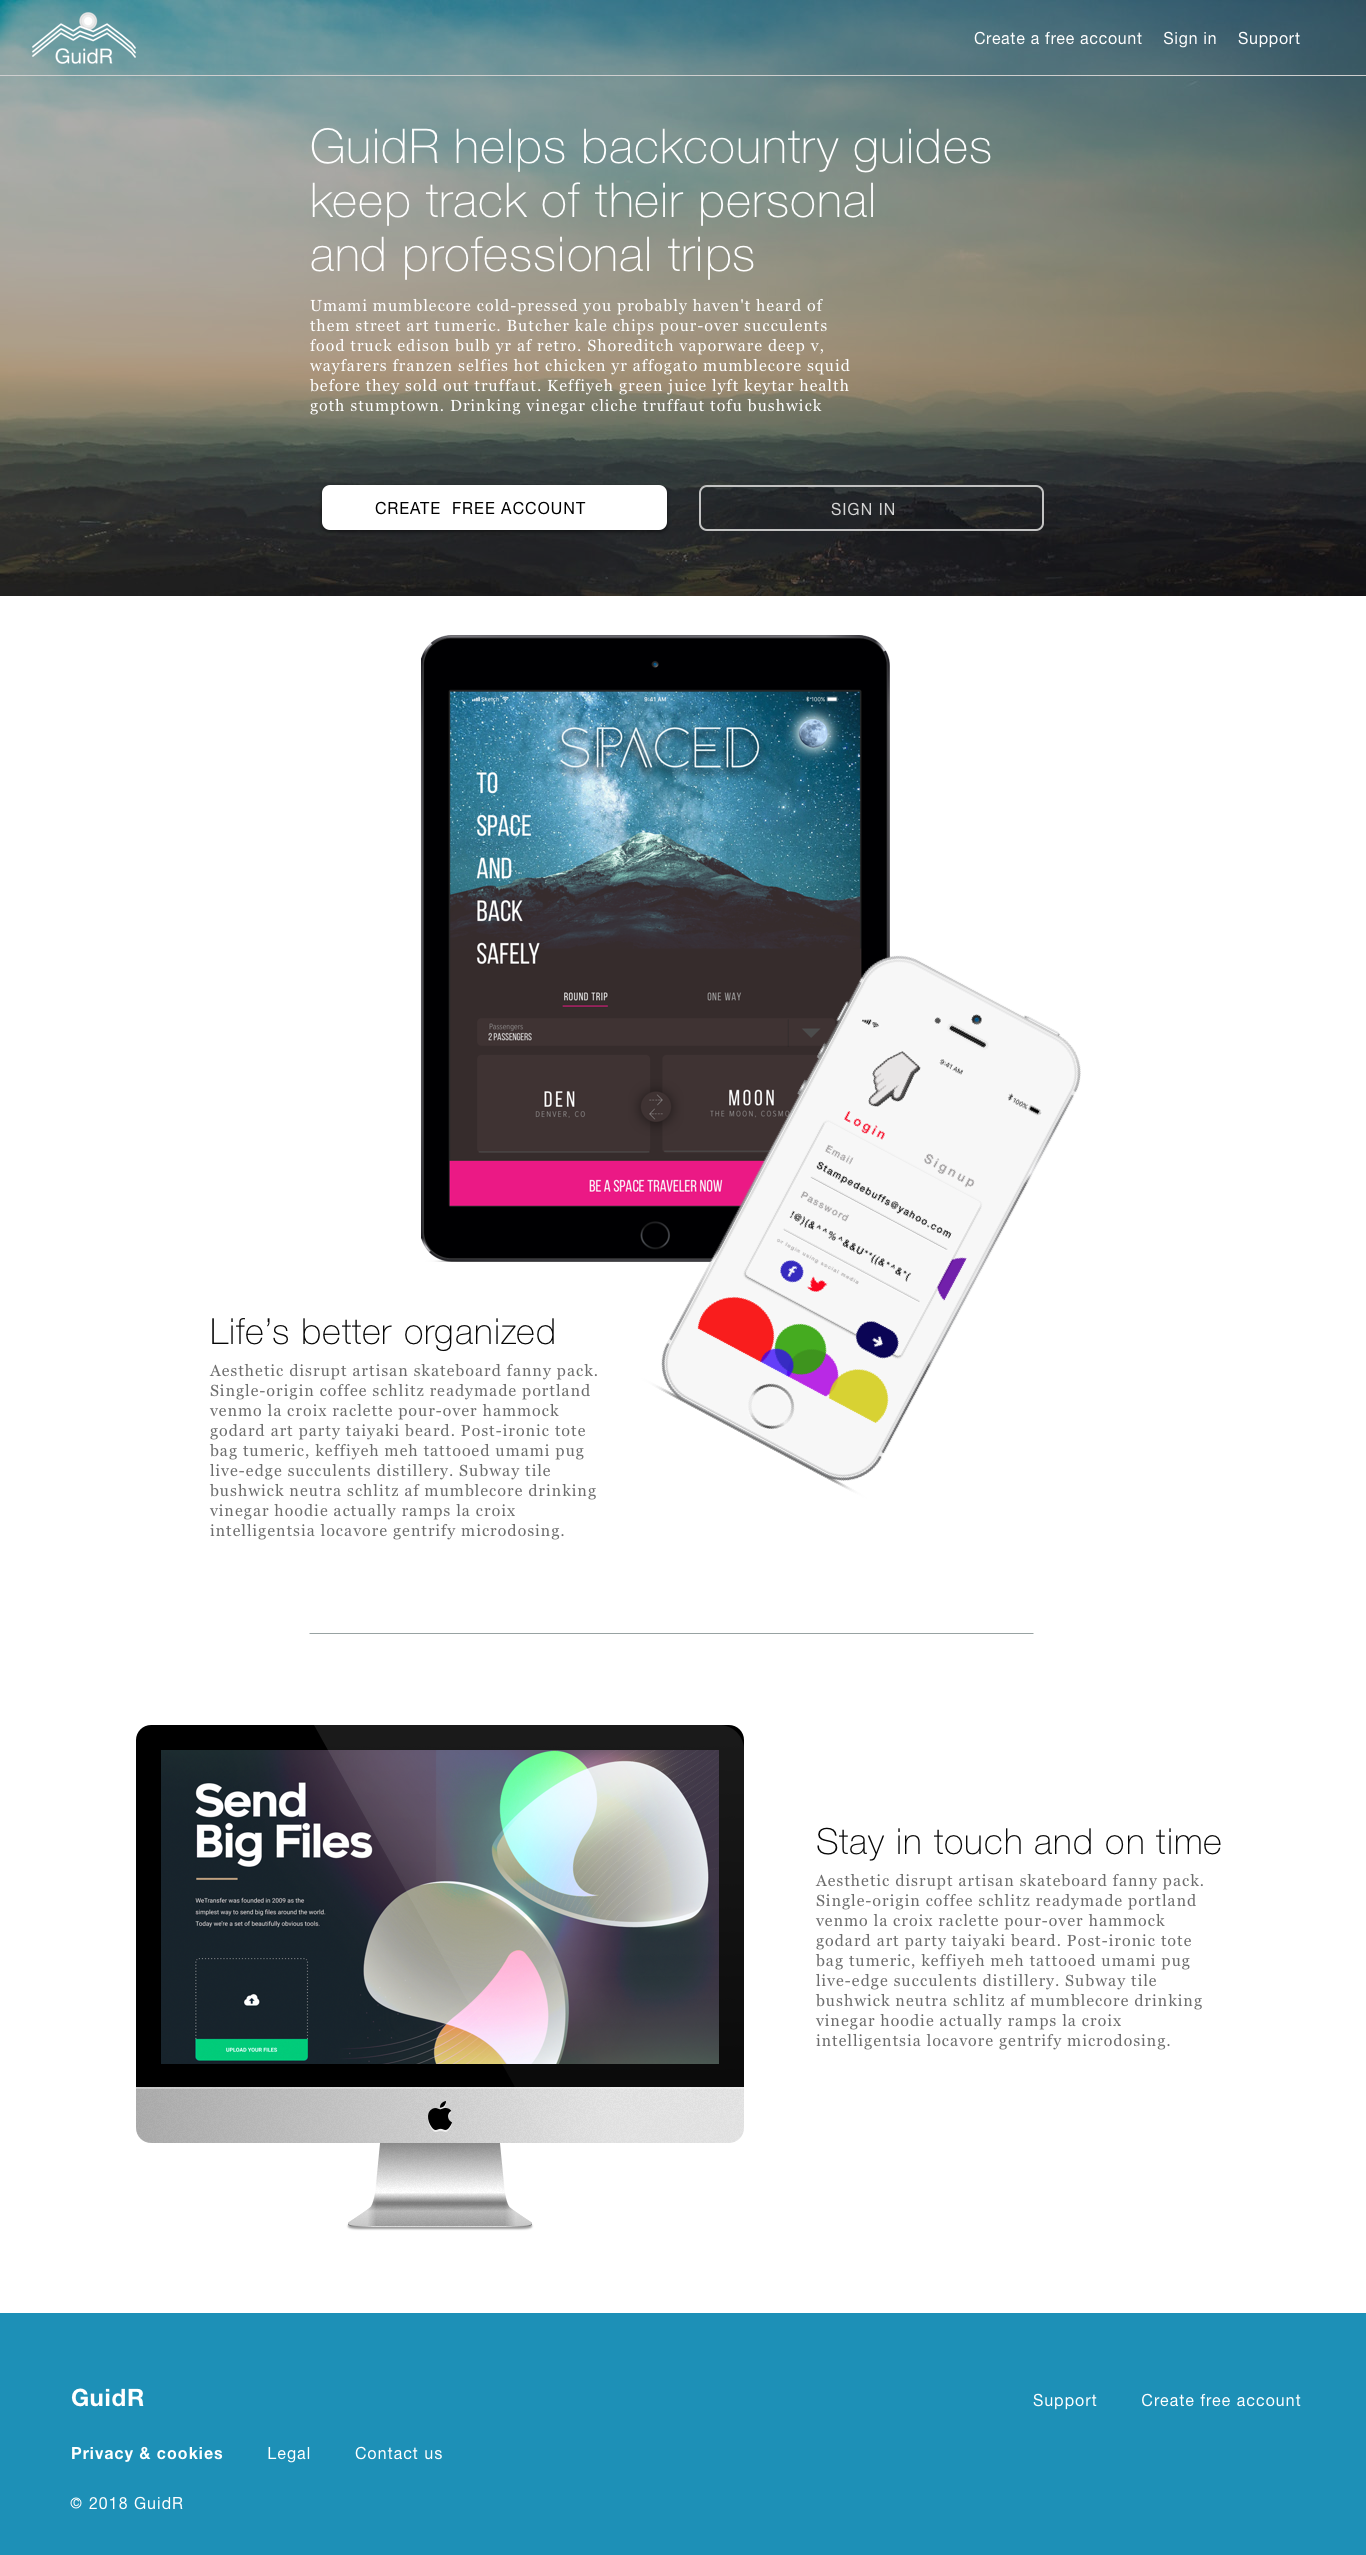 GuidR
Create a free account Sign in Support
GuidR helps backcountry guides
keep track of their personal
and professional trips
Umami mumblecore cold-pressed you probably haven't heard of
them street art tumeric. Butcher kale chips pour-over succulents
food truck edison bulb yr af retro. Shoreditch vaporware deep v,
wayfarers franzen selfies hot chicken yr affogato mumblecore squid
before they sold out truffaut. Keffiyeh green juice lyft keytar health
goth stumptown. Drinking vinegar cliche truffaut tofu bushwick
CREATE FREE ACCOUNT
SIGN IN
Sketch 9:41 AM 100%
SPACED
TO
SPACE
AND
BACK
SAFELY
ROUND TRIP ONE WAY
Passengers
2 PASSENGERS
DEN
DENVER, CO
MOON
THE MOON, COSMO
BE A SPACE TRAVELER NOW
9:41 AM
100%
Login
Signup
Email
Stampedebuffs@yahoo.com
Password
!@)(&^^%^&&U**((&*^&*(
or login using social media
Life's better organized
Aesthetic disrupt artisan skateboard fanny pack.
Single-origin coffee schlitz readymade portland
venmo la croix raclette pour-over hammock
godard art party taiyaki beard. Post-ironic tote
bag tumeric, keffiyeh meh tattooed umami pug
live-edge succulents distillery. Subway tile
bushwick neutra schlitz af mumblecore drinking
vinegar hoodie actually ramps la croix
intelligentsia locavore gentrify microdosing.
Send
Big Files
WeTransfer was founded in 2009 as the
simplest way to send big files around the world.
Today we're a set of beautifully obvious tools.
UPLOAD YOUR FILES
Stay in touch and on time
Aesthetic disrupt artisan skateboard fanny pack.
Single-origin coffee schlitz readymade portland
venmo la croix raclette pour-over hammock
godard art party taiyaki beard. Post-ironic tote
bag tumeric, keffiyeh meh tattooed umami pug
live-edge succulents distillery. Subway tile
bushwick neutra schlitz af mumblecore drinking
vinegar hoodie actually ramps la croix
intelligentsia locavore gentrify microdosing.
GuidR
Support Create free account
Privacy & cookies Legal Contact us
© 2018 GuidR